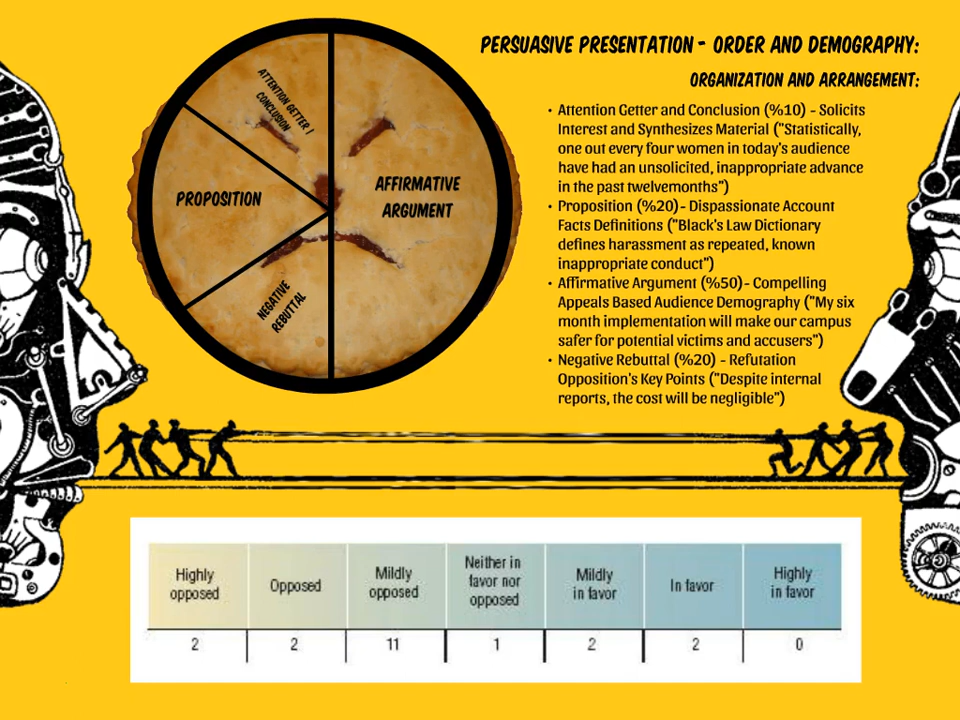 PERSUASIVE PRESENTATION - ORDER AND DEMOGRAPHY:
ORGANIZATION AND ARRANGEMENT:
ATTENTION GETTER /
CONCLUSION
PROPOSITION
AFFIRMATIVE
ARGUMENT
NEGATIVE
REBUTTAL
• Attention Getter and Conclusion (%10) - Solicits
Interest and Synthesizes Material ("Statistically,
one out every four women in today's audience
have had an unsolicited, inappropriate advance
in the past twelvemonths")
• Proposition (%20)- Dispassionate Account
Facts Definitions ("Black's Law Dictionary
defines harassment as repeated, known
inappropriate conduct")
• Affirmative Argument (%50)- Compelling
Appeals Based Audience Demography ("My six
month implementation will make our campus
safer for potential victims and accusers")
• Negative Rebuttal (%20) - Refutation
Opposition's Key Points ("Despite internal
reports, the cost will be negligible")
Highly
opposed
Opposed
Mildly
opposed
Neither in
favor nor
opposed
Mildly
in favor
In favor
Highly
in favor
2 2 11 1 2 2 0